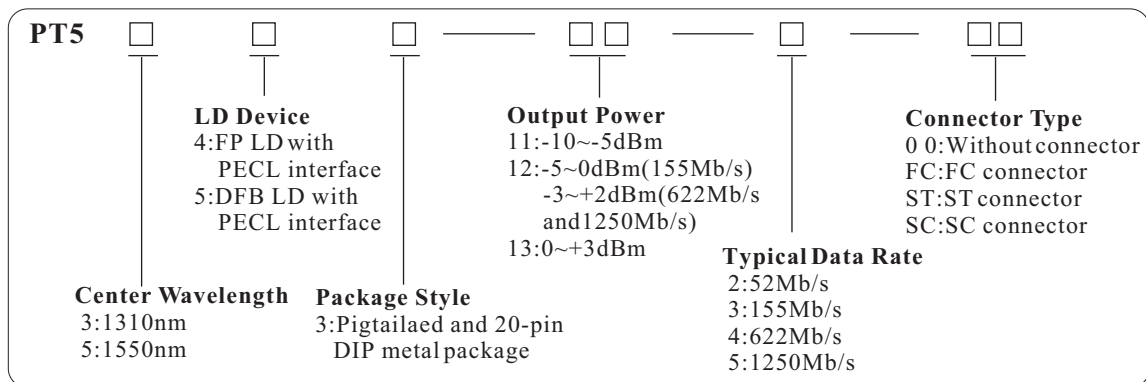 PT5 □ □ □ — □ □ — □ — □ □
LD Device
4:FP LD with
PECL interface
5:DFB LD with
PECL interface
Output Power
11:-10~-5dBm
12:-5~0dBm(155Mb/s)
-3~+2dBm(622Mb/s
and1250Mb/s)
13:0~+3dBm
Connector Type
0 0:Without connector
FC:FC connector
ST:ST connector
SC:SC connector
Center Wavelength
3:1310nm
5:1550nm
Package Style
3:Pigtailaed and 20-pin
DIP metal package
Typical Data Rate
2:52Mb/s
3:155Mb/s
4:622Mb/s
5:1250Mb/s